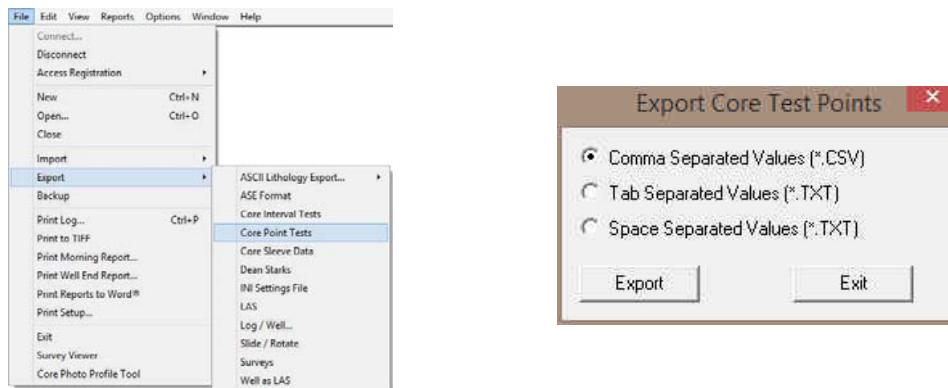 File Edit View Reports Options Window Help
Connect...
Disconnect
Access Registration
New Ctrl+N
Open... Ctrl+O
Close
Import
Export
Backup
Print Log... Ctrl+P
Print to TIFF
Print Morning Report...
Print Well End Report...
Print Reports to Word®
Print Setup...
Exit
Survey Viewer
Core Photo Profile Tool
ASCII Lithology Export...
ASE Format
Core Interval Tests
Core Point Tests
Core Sleeve Data
Dean Starks
INI Settings File
LAS
Log / Well...
Slide / Rotate
Surveys
Well as LAS
Export Core Test Points
Comma Separated Values (*.CSV)
Tab Separated Values (*.TXT)
Space Separated Values (*.TXT)
Export Exit